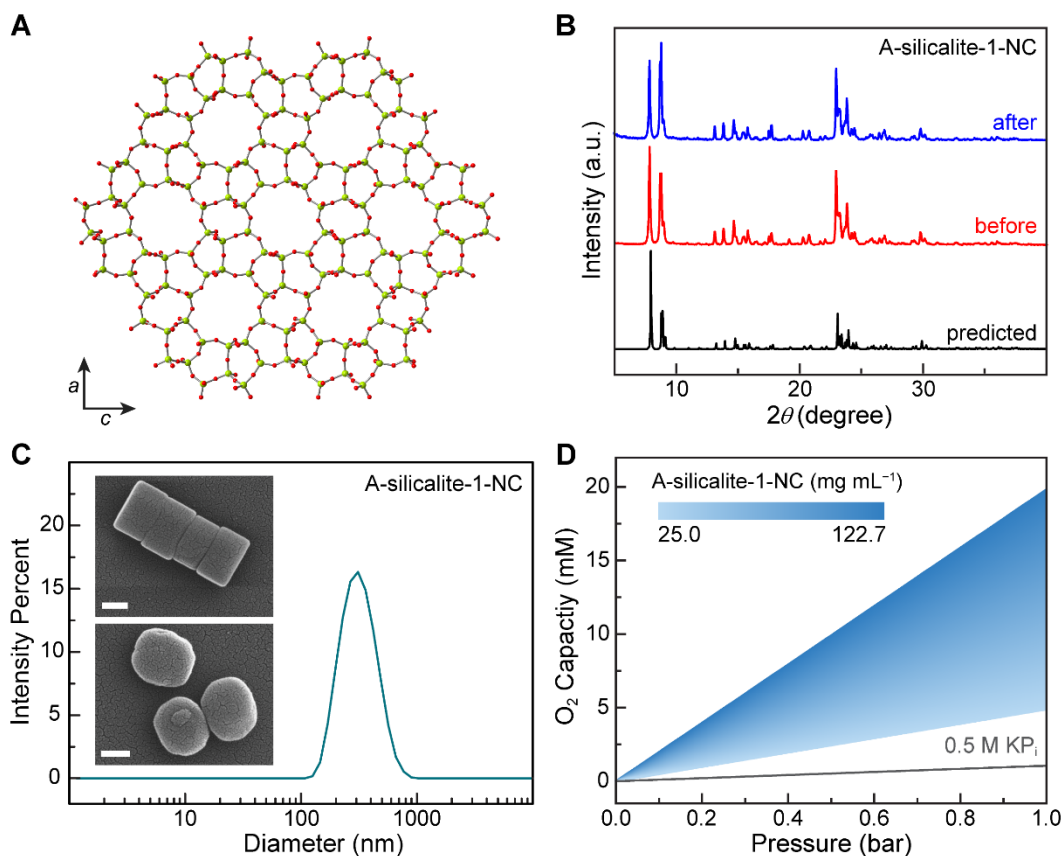 A
a
c
B
A-silicalite-1-NC
after
before
predicted
Intensity (a.u.)
10
20
30
2θ (degree)
C
A-silicalite-1-NC
Intensity Percent
20
15
10
5
0
10
100
1000
Diameter (nm)
D
A-silicalite-1-NC (mg mL⁻¹)
25.0
122.7
O₂ Capactiy (mM)
20
15
10
5
0
0.5 M KPᵢ
0.0
0.2
0.4
0.6
0.8
1.0
Pressure (bar)